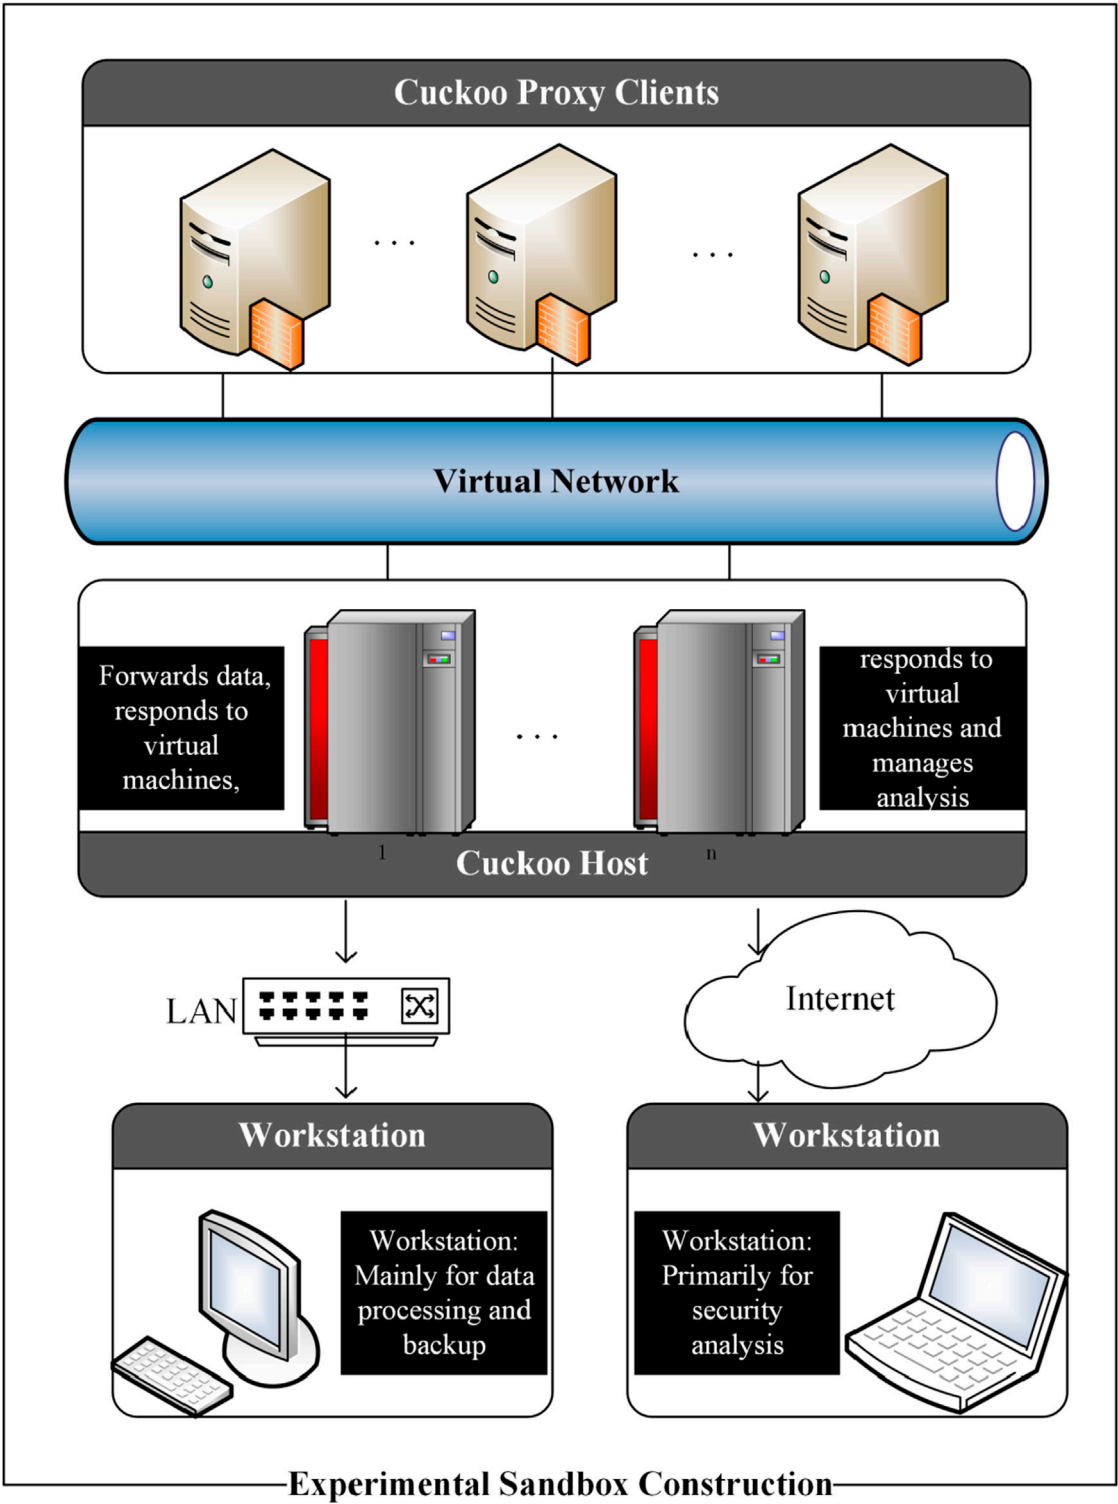 Cuckoo Proxy Clients
...
...
Virtual Network
Forwards data,
responds to
virtual
machines,
...
responds to
virtual
machines and
manages
analysis
1
n
Cuckoo Host
LAN
Internet
Workstation
Workstation:
Mainly for data
processing and
backup
Workstation
Workstation:
Primarily for
security
analysis
Experimental Sandbox Construction